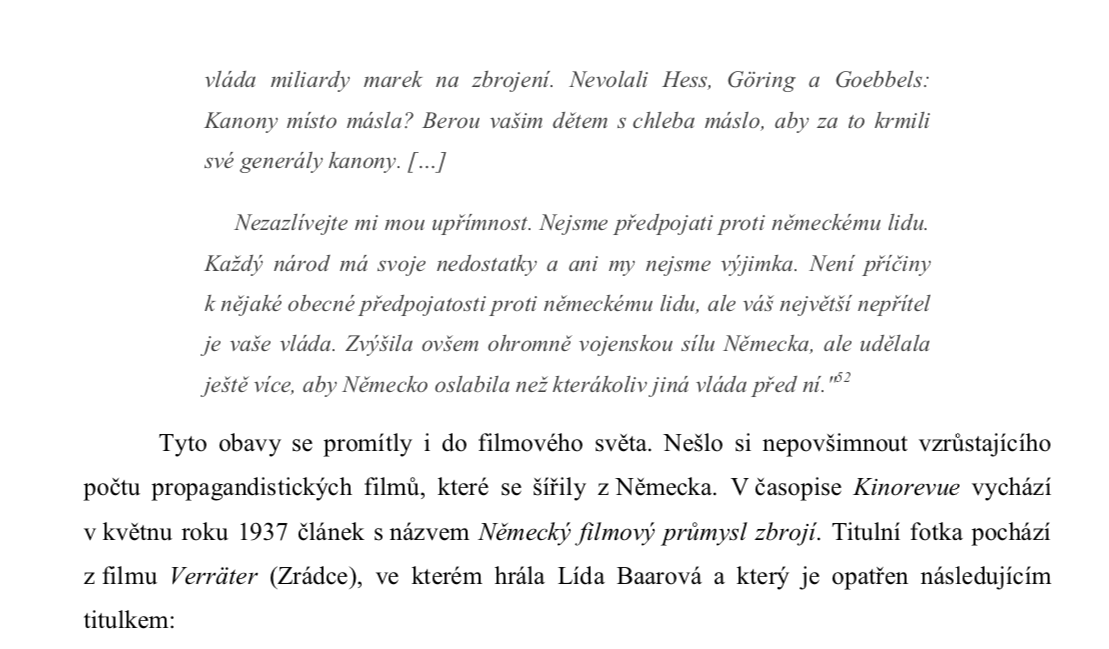 vláda miliardy marek na zbrojení. Nevolali Hess, Göring a Goebbels:
Kanony místo másla? Berou vašim dětem s chleba máslo, aby za to krmili
své generály kanony. [...]
Nezazlívejte mi mou upřímnost. Nejsme předpojati proti německému lidu.
Každý národ má svoje nedostatky a ani my nejsme výjimka. Není příčiny
k nějaké obecné předpojatosti proti německému lidu, ale váš největší nepřítel
je vaše vláda. Zvýšila ovšem ohromně vojenskou sílu Německa, ale udělala
ještě více, aby Německo oslabila než kterákoliv jiná vláda před ní."52
Tyto obavy se promítly i do filmového světa. Nešlo si nepovšimnout vzrůstajícího
počtu propagandistických filmů, které se šířily z Německa. V časopise Kinorevue vychází
v květnu roku 1937 článek s názvem Německý filmový průmysl zbrojí. Titulní fotka pochází
z filmu Verräter (Zrádce), ve kterém hrála Lída Baarová a který je opatřen následujícím
titulkem: